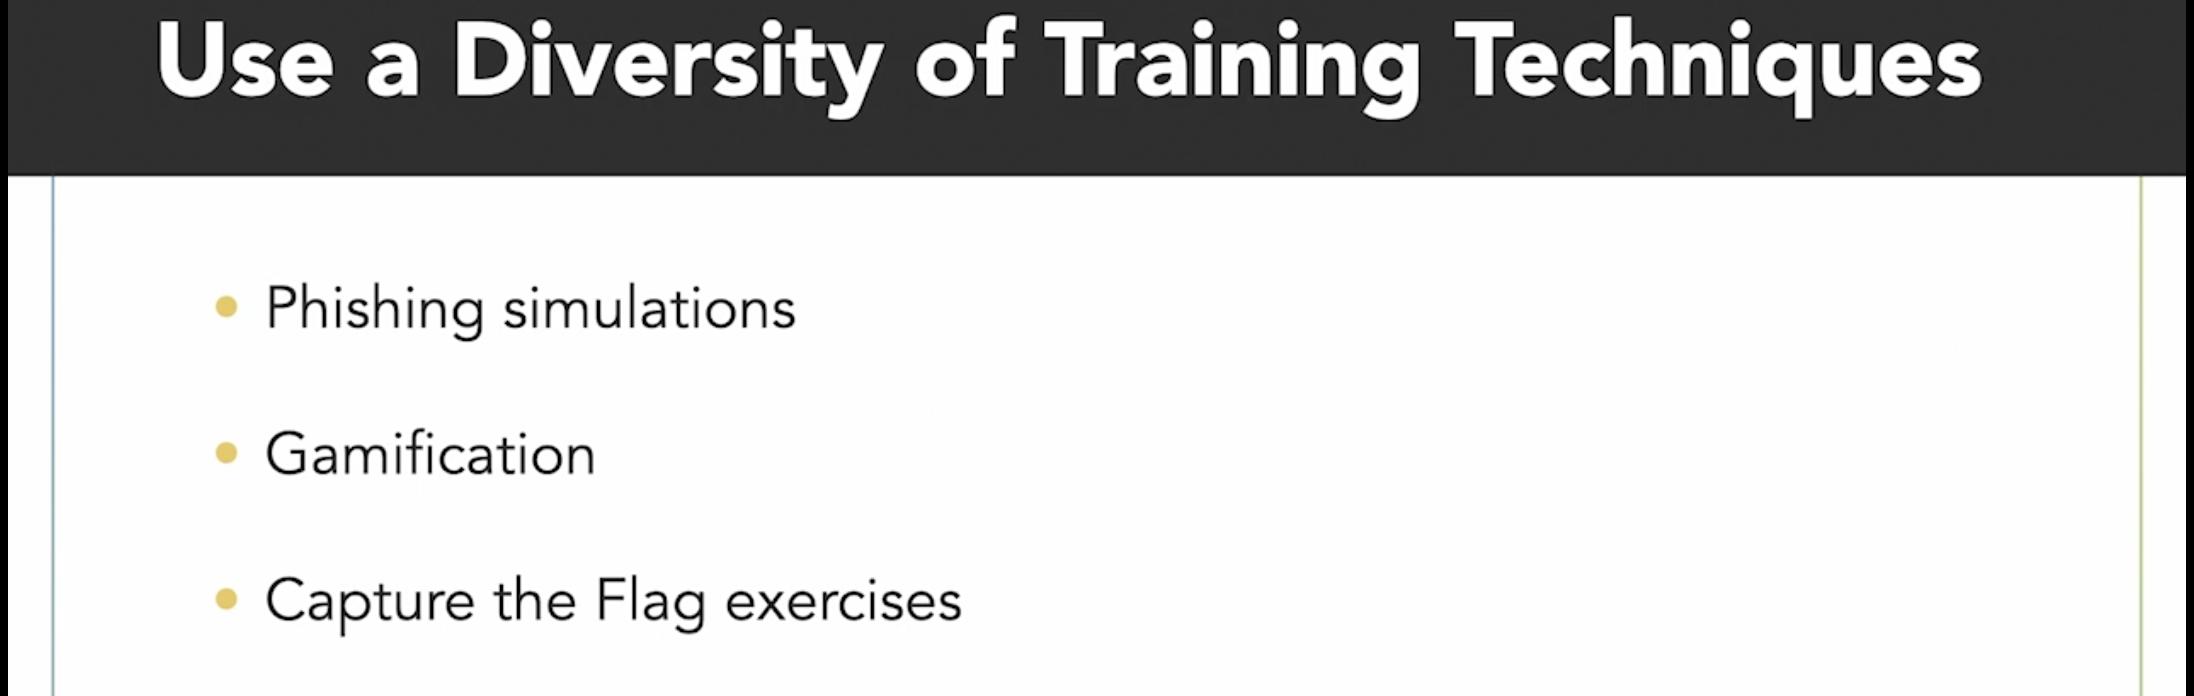 Use a Diversity of Training Techniques
Phishing simulations
Gamification
Capture the Flag exercises